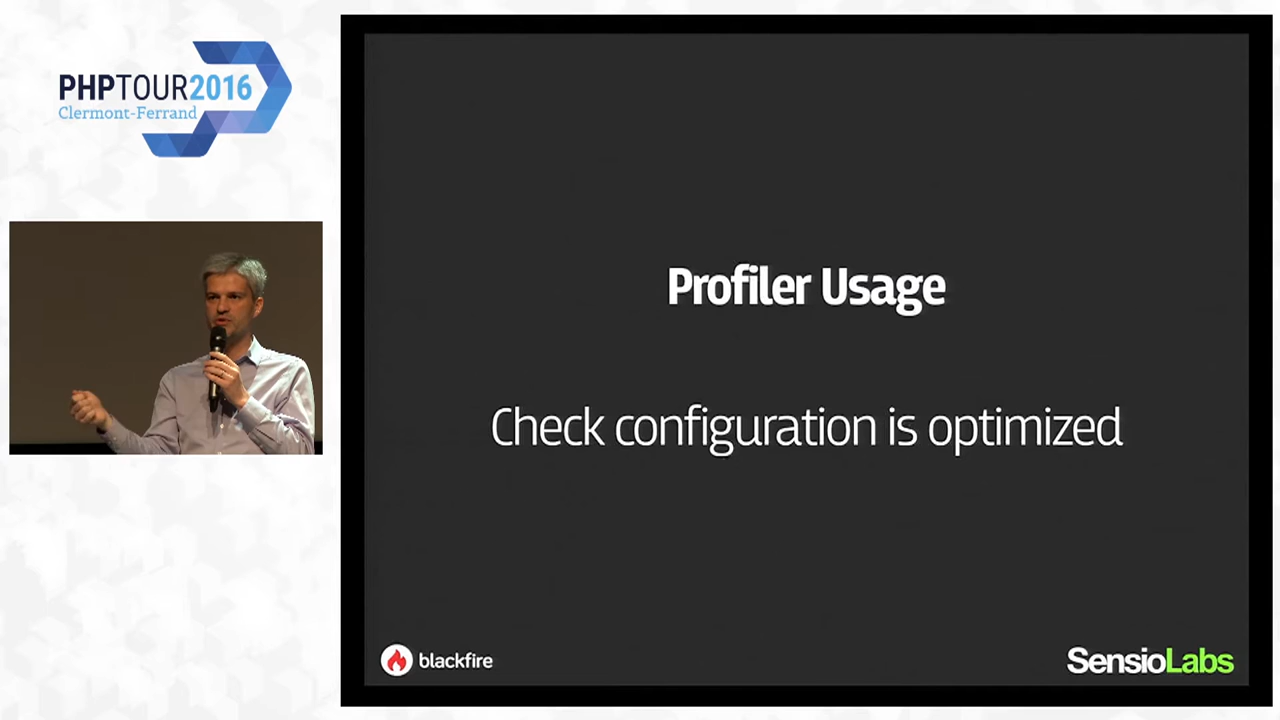 PHPTOUR2016
Clermont-Ferrand
Profiler Usage
Check configuration is optimized
blackfire
SensioLabs